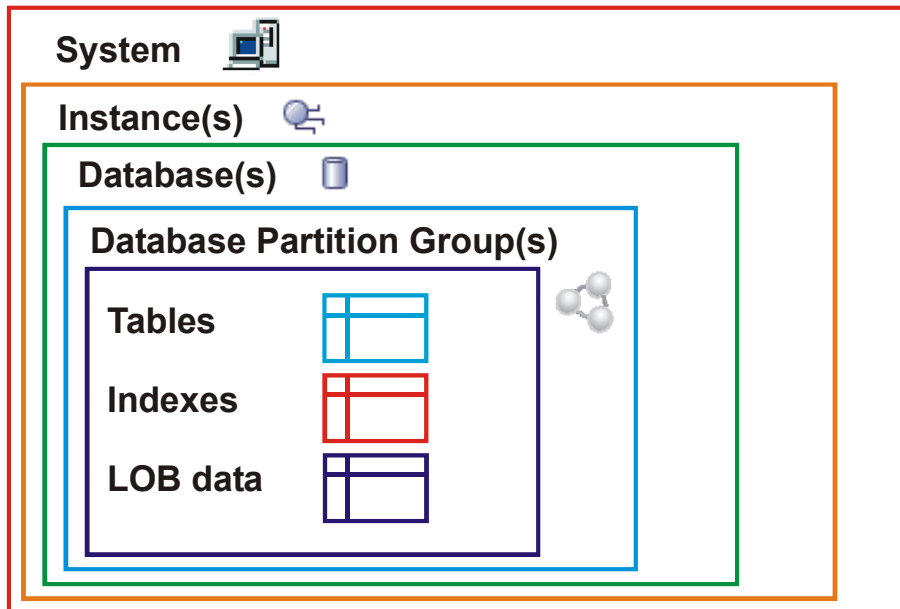 System
Instance(s)
Database(s)
Database Partition Group(s)
Tables
Indexes
LOB data